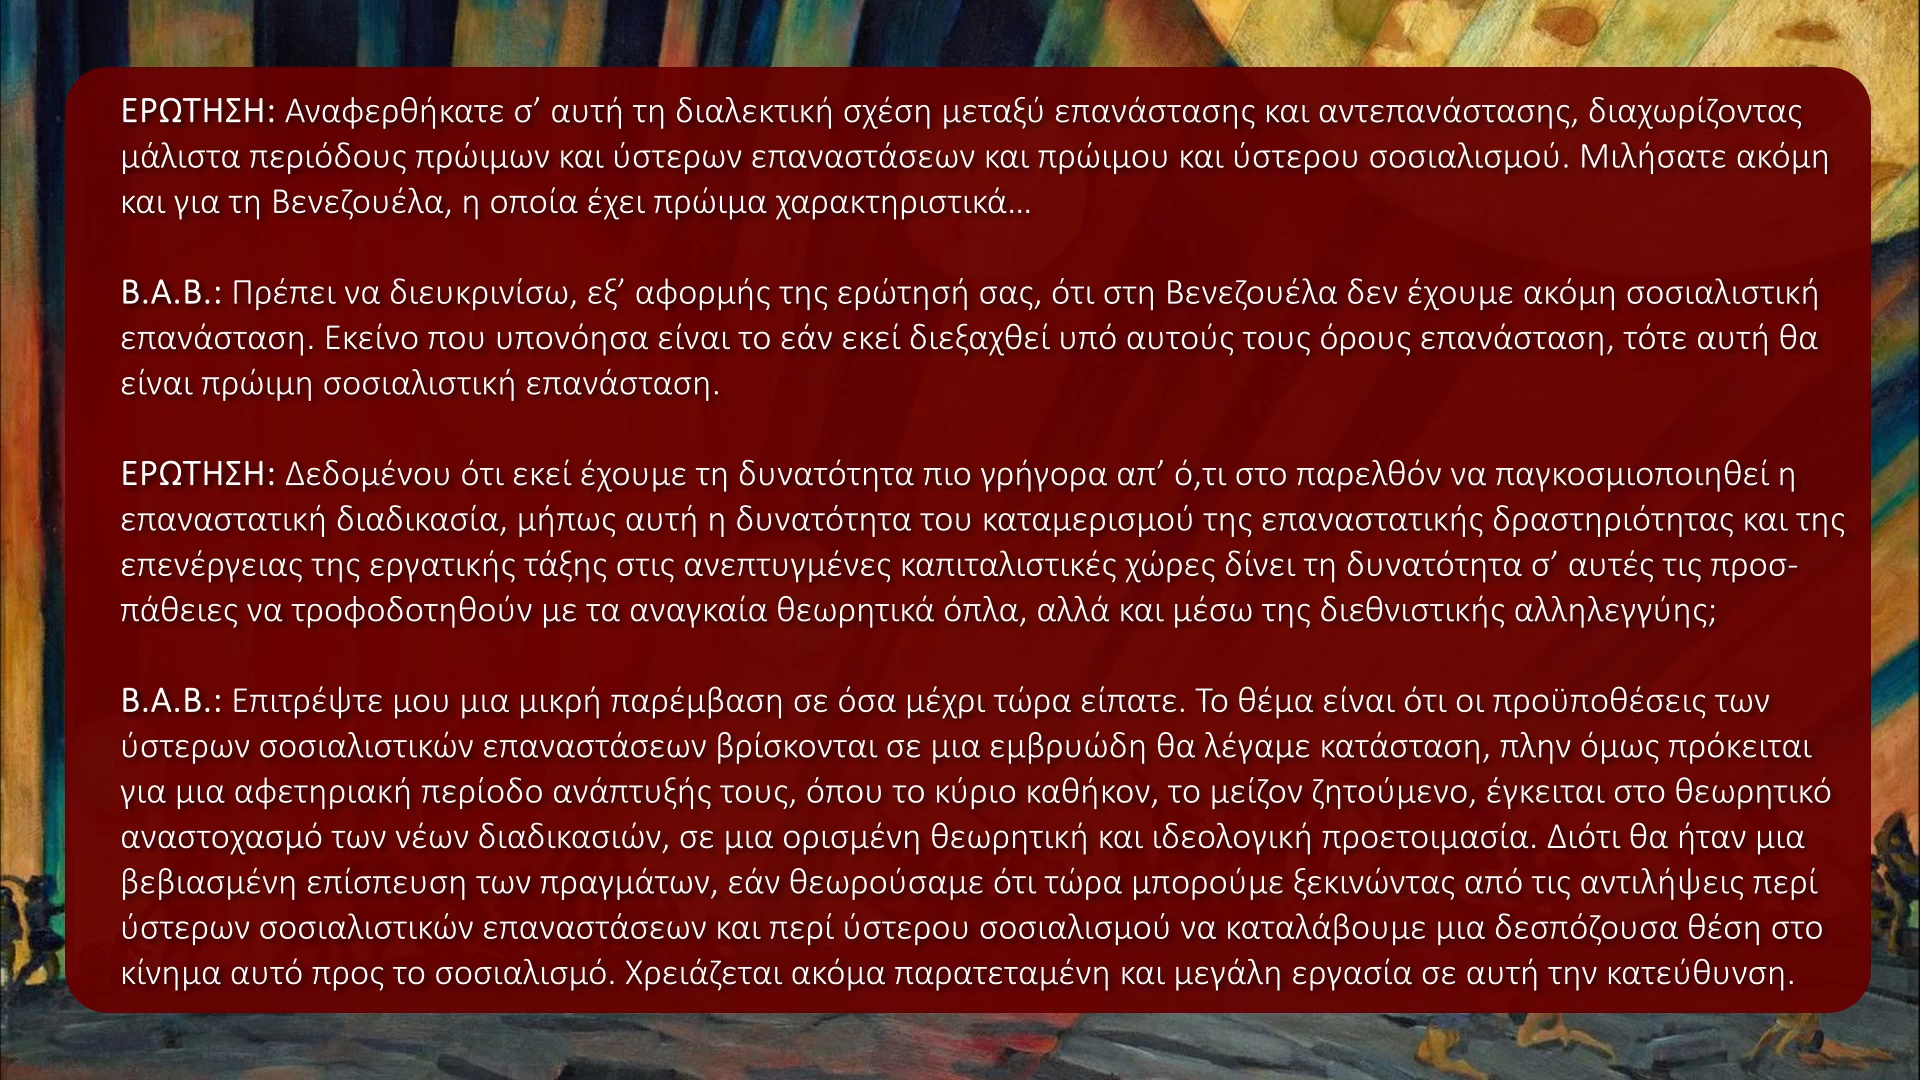 ΕΡΩΤΗΣΗ: Αναφερθήκατε σ’ αυτή τη διαλεκτική σχέση μεταξύ επανάστασης και αντεπανάστασης, διαχωρίζοντας
μάλιστα περιόδους πρώιμων και ύστερων επαναστάσεων και πρώιμου και ύστερου σοσιαλισμού. Μιλήσατε ακόμη
και για τη Βενεζουέλα, η οποία έχει πρώιμα χαρακτηριστικά...
Β.Α.Β.: Πρέπει να διευκρινίσω, εξ’ αφορμής της ερώτησή σας, ότι στη Βενεζουέλα δεν έχουμε ακόμη σοσιαλιστική
επανάσταση. Εκείνο που υπονόησα είναι το εάν εκεί διεξαχθεί υπό αυτούς τους όρους επανάσταση, τότε αυτή θα
είναι πρώιμη σοσιαλιστική επανάσταση.
ΕΡΩΤΗΣΗ: Δεδομένου ότι εκεί έχουμε τη δυνατότητα πιο γρήγορα απ’ ό,τι στο παρελθόν να παγκοσμιοποιηθεί η
επαναστατική διαδικασία, μήπως αυτή η δυνατότητα του καταμερισμού της επαναστατικής δραστηριότητας και της
επενέργειας της εργατικής τάξης στις ανεπτυγμένες καπιταλιστικές χώρες δίνει τη δυνατότητα σ’ αυτές τις προσ-
πάθειες να τροφοδοτηθούν με τα αναγκαία θεωρητικά όπλα, αλλά και μέσω της διεθνιστικής αλληλεγγύης;
Β.Α.Β.: Επιτρέψτε μου μια μικρή παρέμβαση σε όσα μέχρι τώρα είπατε. Το θέμα είναι ότι οι προϋποθέσεις των
ύστερων σοσιαλιστικών επαναστάσεων βρίσκονται σε μια εμβρυώδη θα λέγαμε κατάσταση, πλην όμως πρόκειται
για μια αφετηριακή περίοδο ανάπτυξής τους, όπου το κύριο καθήκον, το μείζον ζητούμενο, έγκειται στο θεωρητικό
αναστοχασμό των νέων διαδικασιών, σε μια ορισμένη θεωρητική και ιδεολογική προετοιμασία. Διότι θα ήταν μια
βεβιασμένη επίσπευση των πραγμάτων, εάν θεωρούσαμε ότι τώρα μπορούμε ξεκινώντας από τις αντιλήψεις περί
ύστερων σοσιαλιστικών επαναστάσεων και περί ύστερου σοσιαλισμού να καταλάβουμε μια δεσπόζουσα θέση στο
κίνημα αυτό προς το σοσιαλισμό. Χρειάζεται ακόμα παρατεταμένη και μεγάλη εργασία σε αυτή την κατεύθυνση.